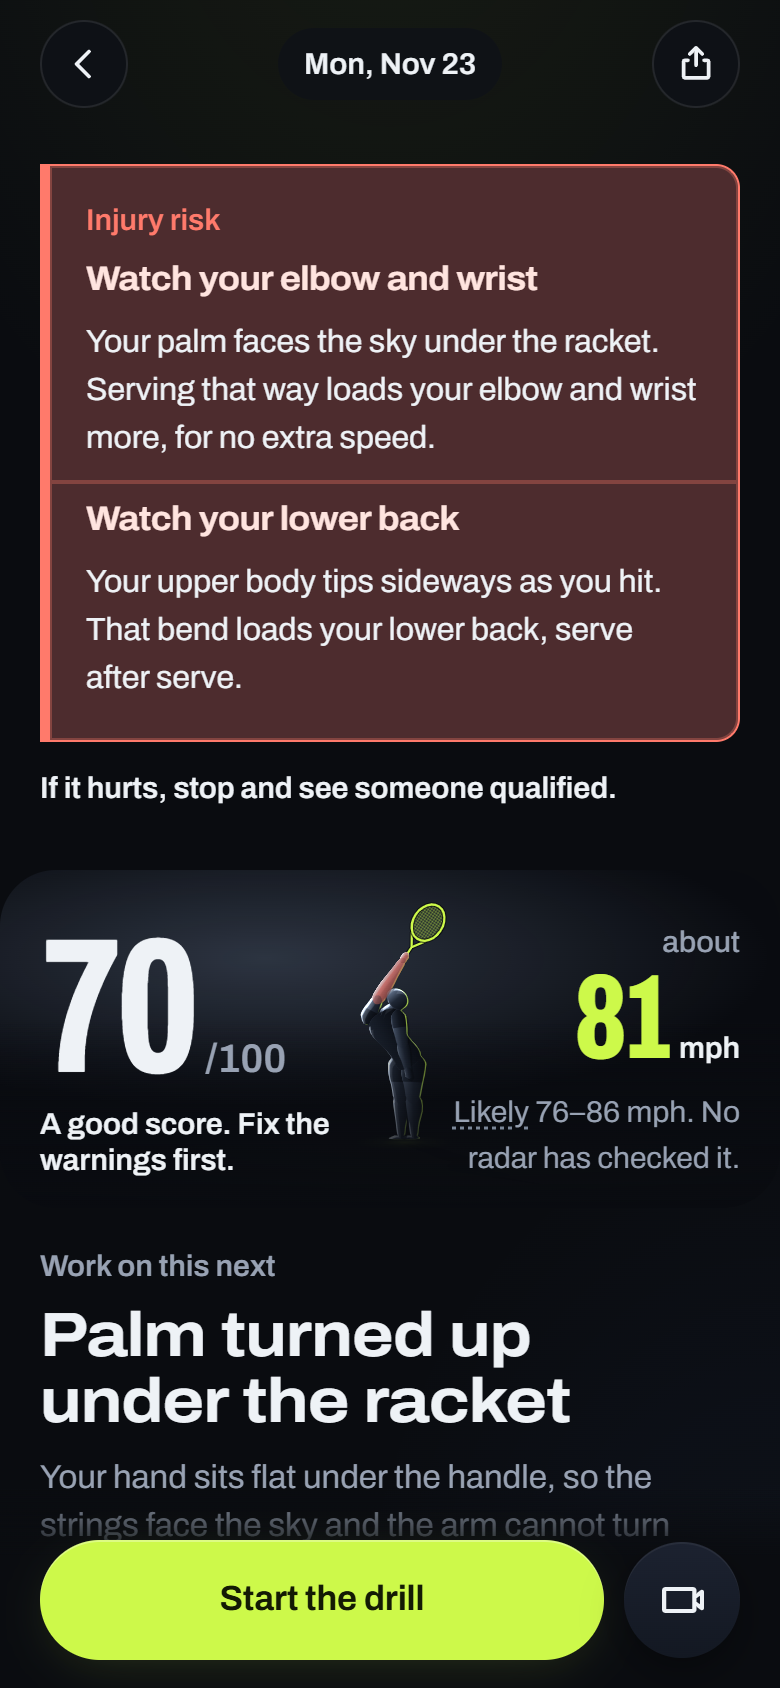 Mon, Nov 23
Injury risk
Watch your elbow and wrist
Your palm faces the sky under the racket.
Serving that way loads your elbow and wrist
more, for no extra speed.
Watch your lower back
Your upper body tips sideways as you hit.
That bend loads your lower back, serve
after serve.
If it hurts, stop and see someone qualified.
70 /100
A good score. Fix the
warnings first.
about
81 mph
Likely 76–86 mph. No
radar has checked it.
Work on this next
Palm turned up
under the racket
Your hand sits flat under the handle, so the
strings face the sky and the arm cannot turn
Start the drill